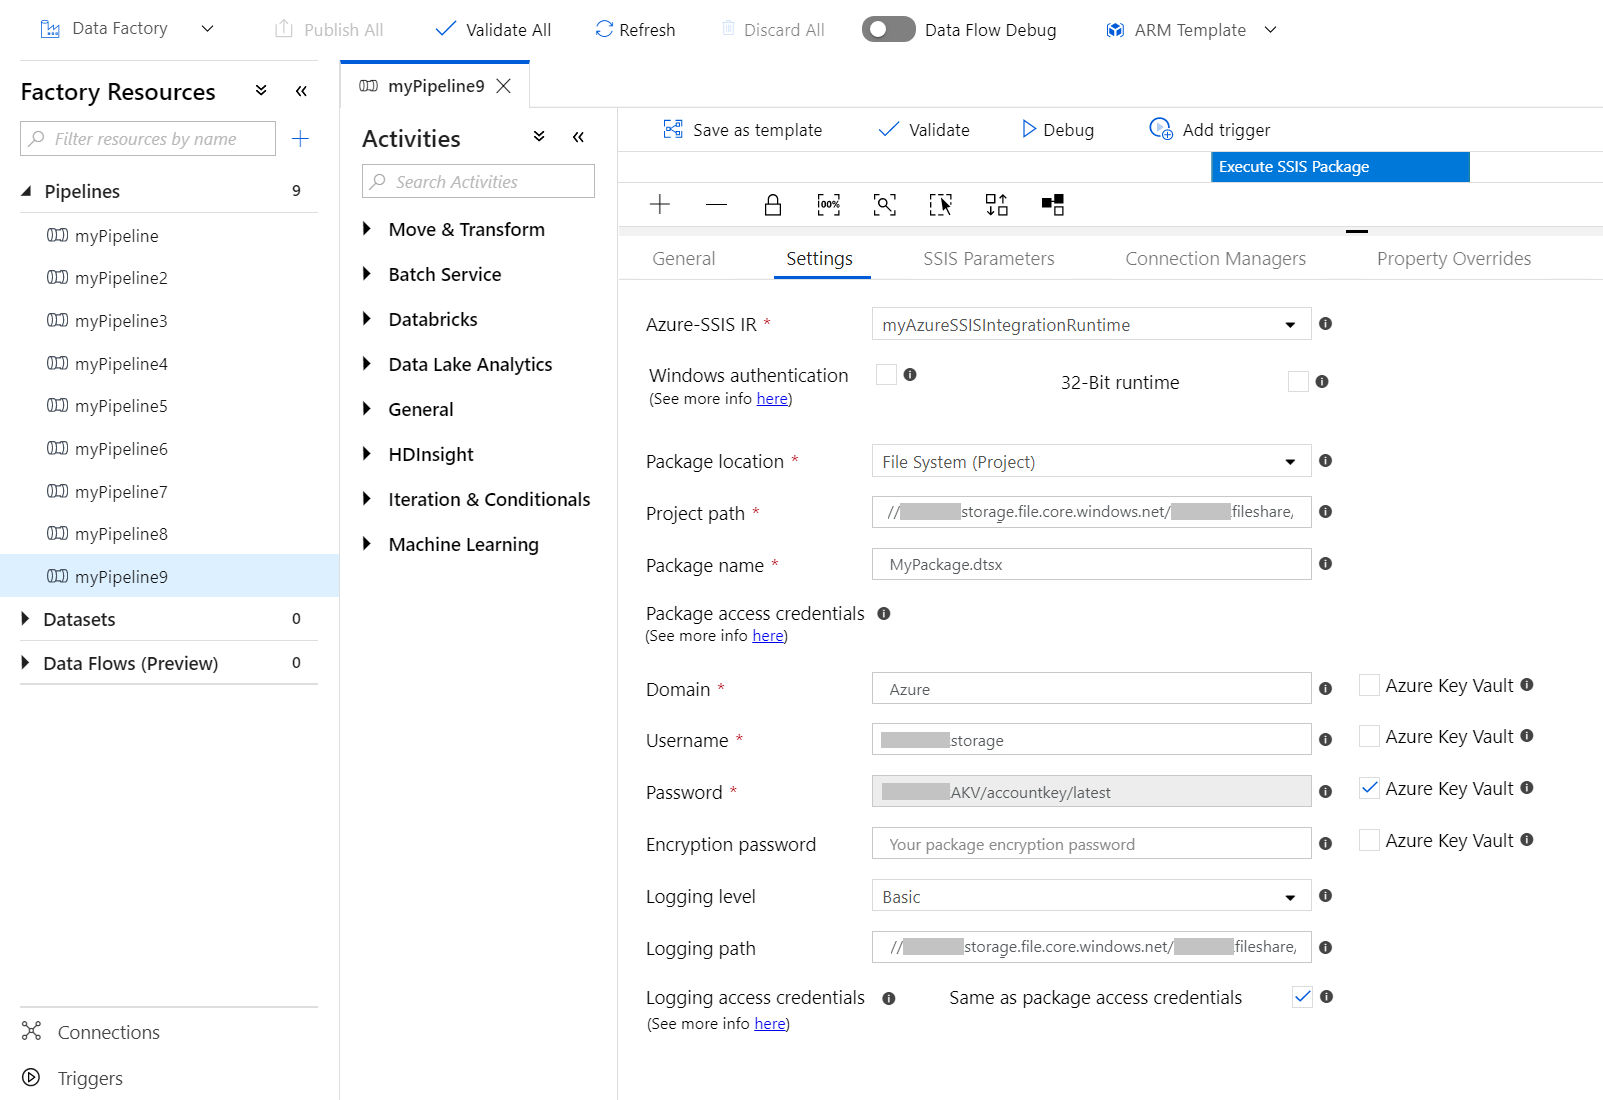 Data Factory
Publish All
Validate All
Refresh
Discard All
Data Flow Debug
ARM Template
Factory Resources
Filter resources by name
Pipelines 9
myPipeline
myPipeline2
myPipeline3
myPipeline4
myPipeline5
myPipeline6
myPipeline7
myPipeline8
myPipeline9
Datasets 0
Data Flows (Preview) 0
Connections
Triggers
myPipeline9
Activities
Search Activities
Move & Transform
Batch Service
Databricks
Data Lake Analytics
General
HDInsight
Iteration & Conditionals
Machine Learning
Save as template
Validate
Debug
Add trigger
Execute SSIS Package
100%
General
Settings
SSIS Parameters
Connection Managers
Property Overrides
Azure-SSIS IR * myAzureSSISIntegrationRuntime
Windows authentication
(See more info here)
32-Bit runtime
Package location * File System (Project)
Project path * // storage.file.core.windows.net/ fileshare/
Package name * MyPackage.dtsx
Package access credentials
(See more info here)
Domain * Azure Azure Key Vault
Username * storage Azure Key Vault
Password * AKV/accountkey/latest Azure Key Vault
Encryption password Your package encryption password Azure Key Vault
Logging level Basic
Logging path // storage.file.core.windows.net/ fileshare/
Logging access credentials Same as package access credentials
(See more info here)